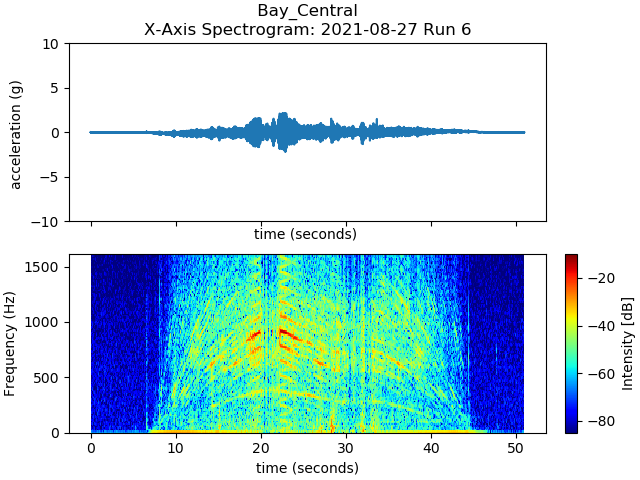 Bay_Central
X-Axis Spectrogram: 2021-08-27 Run 6
10
5
0
−5
−10
acceleration (g)
time (seconds)
1500
1000
500
0
Frequency (Hz)
0 10 20 30 40 50
time (seconds)
−20
−40
−60
−80
Intensity [dB]